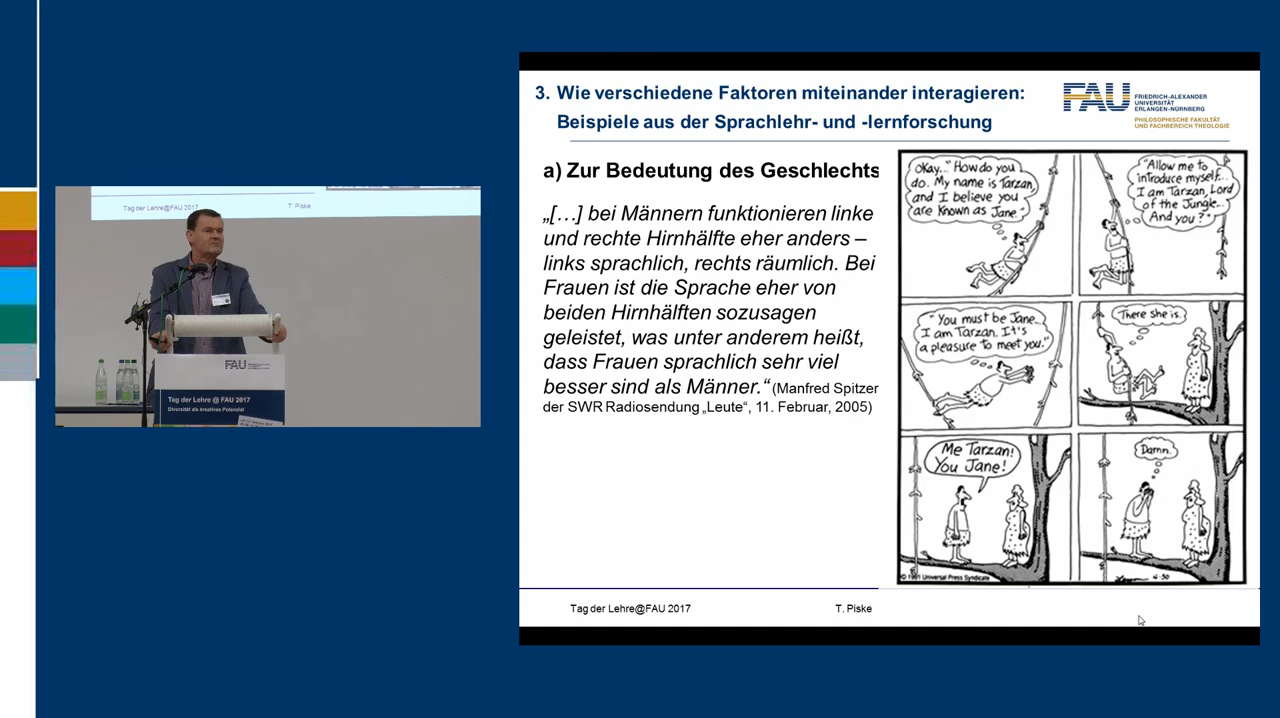 Tag der Lehre@FAU 2017
T. Piske
FAU
Tag der Lehre @ FAU 2017
Diversität als kreatives Potenzial
3. Wie verschiedene Faktoren miteinander interagieren:
Beispiele aus der Sprachlehr- und -lernforschung
FAU
FRIEDRICH-ALEXANDER
UNIVERSITÄT
ERLANGEN-NÜRNBERG
PHILOSOPHISCHE FAKULTÄT
UND FACHBEREICH THEOLOGIE
a) Zur Bedeutung des Geschlechts
„[…] bei Männern funktionieren linke
und rechte Hirnhälfte eher anders –
links sprachlich, rechts räumlich. Bei
Frauen ist die Sprache eher von
beiden Hirnhälften sozusagen
geleistet, was unter anderem heißt,
dass Frauen sprachlich sehr viel
besser sind als Männer.“ (Manfred Spitzer
der SWR Radiosendung „Leute“, 11. Februar, 2005)
Okay... "How do you
do. My name is Tarzan,
and I believe you
are known as Jane."
"Allow me to
introduce myself...
I am Tarzan, Lord
of the Jungle...
And you?"
"You must be Jane.
I am Tarzan. It's
a pleasure to meet you."
There she is.
Me Tarzan!
You Jane!
Damn.
© 1991 Universal Press Syndicate
Larson 4-30
Tag der Lehre@FAU 2017
T. Piske